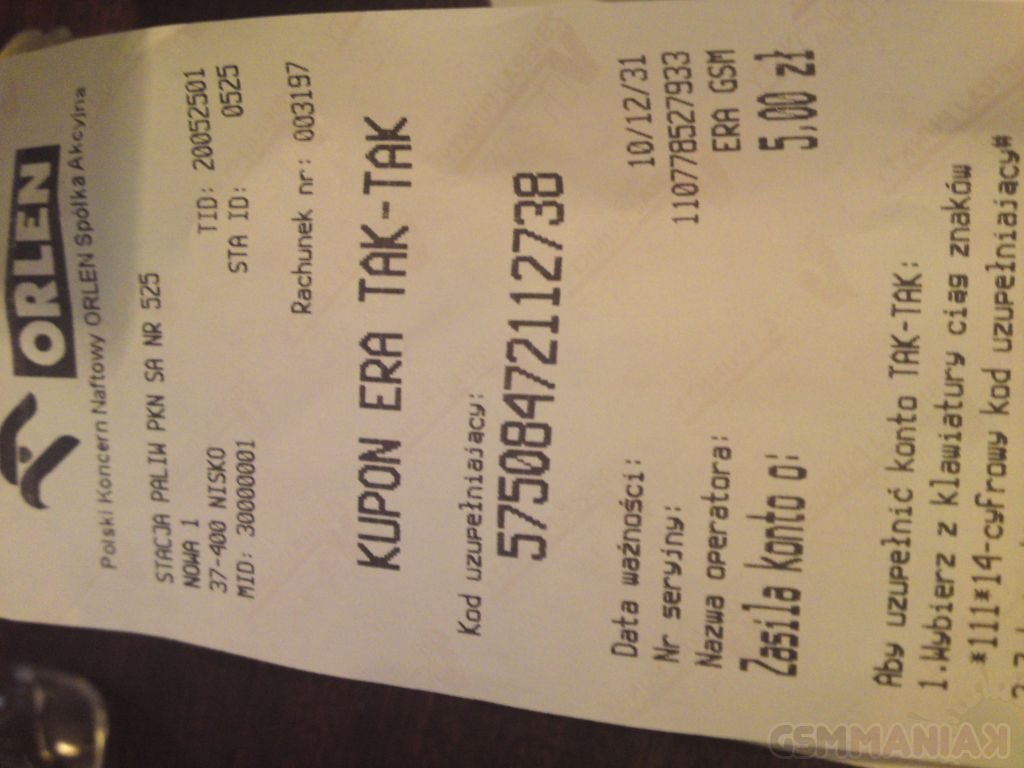 ORLEN
Polski Koncern Naftowy ORLEN Spółka Akcyjna
STACJA PALIW PKN SA NR 525
NOWA 1 TID: 20052501
37-400 NISKO STA ID: 0525
MID: 30000001
Rachunek nr: 003197
KUPON ERA TAK-TAK
Kod uzupełniający:
57508472112738
Data ważności: 10/12/31
Nr seryjny: 110778527933
Nazwa operatora: ERA GSM
Zasila konto o: 5,00 zł
Aby uzupełnić konto TAK-TAK:
1.Wybierz z klawiatury ciąg znaków
*111*14-cyfrowy kod uzupełniający#
GSMMANIAK